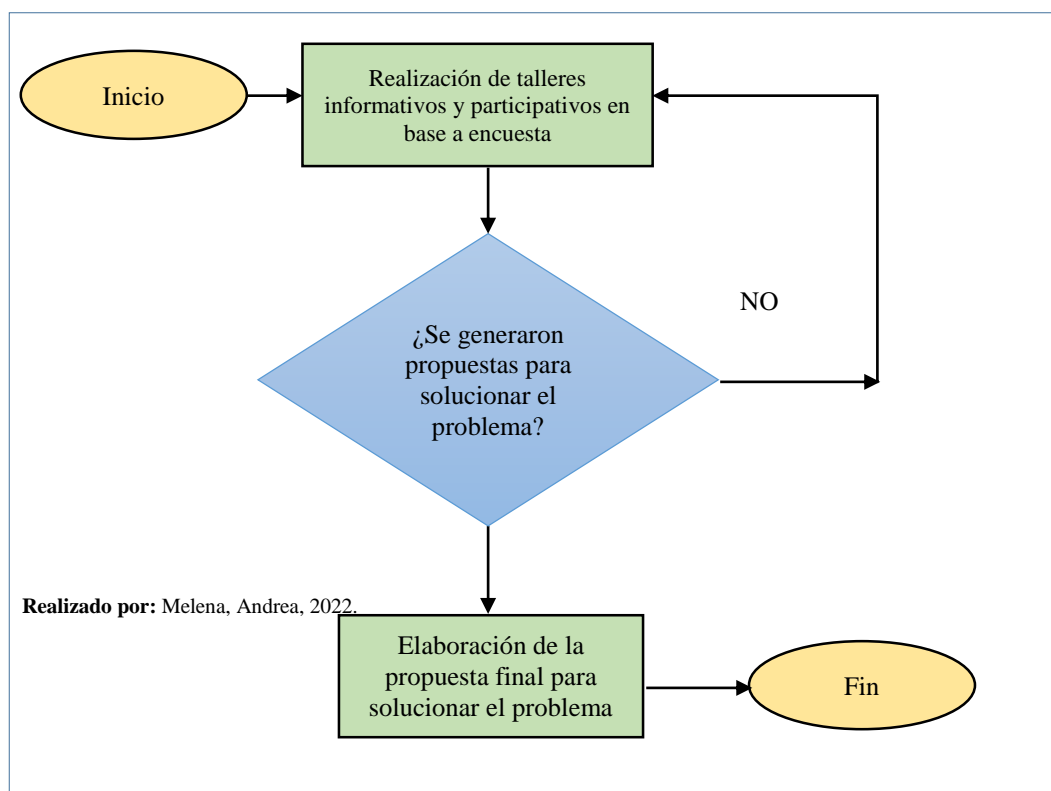 Inicio
Realización de talleres
informativos y participativos en
base a encuesta
NO
¿Se generaron
propuestas para
solucionar el
problema?
Realizado por: Melena, Andrea, 2022.
Elaboración de la
propuesta final para
solucionar el problema
Fin